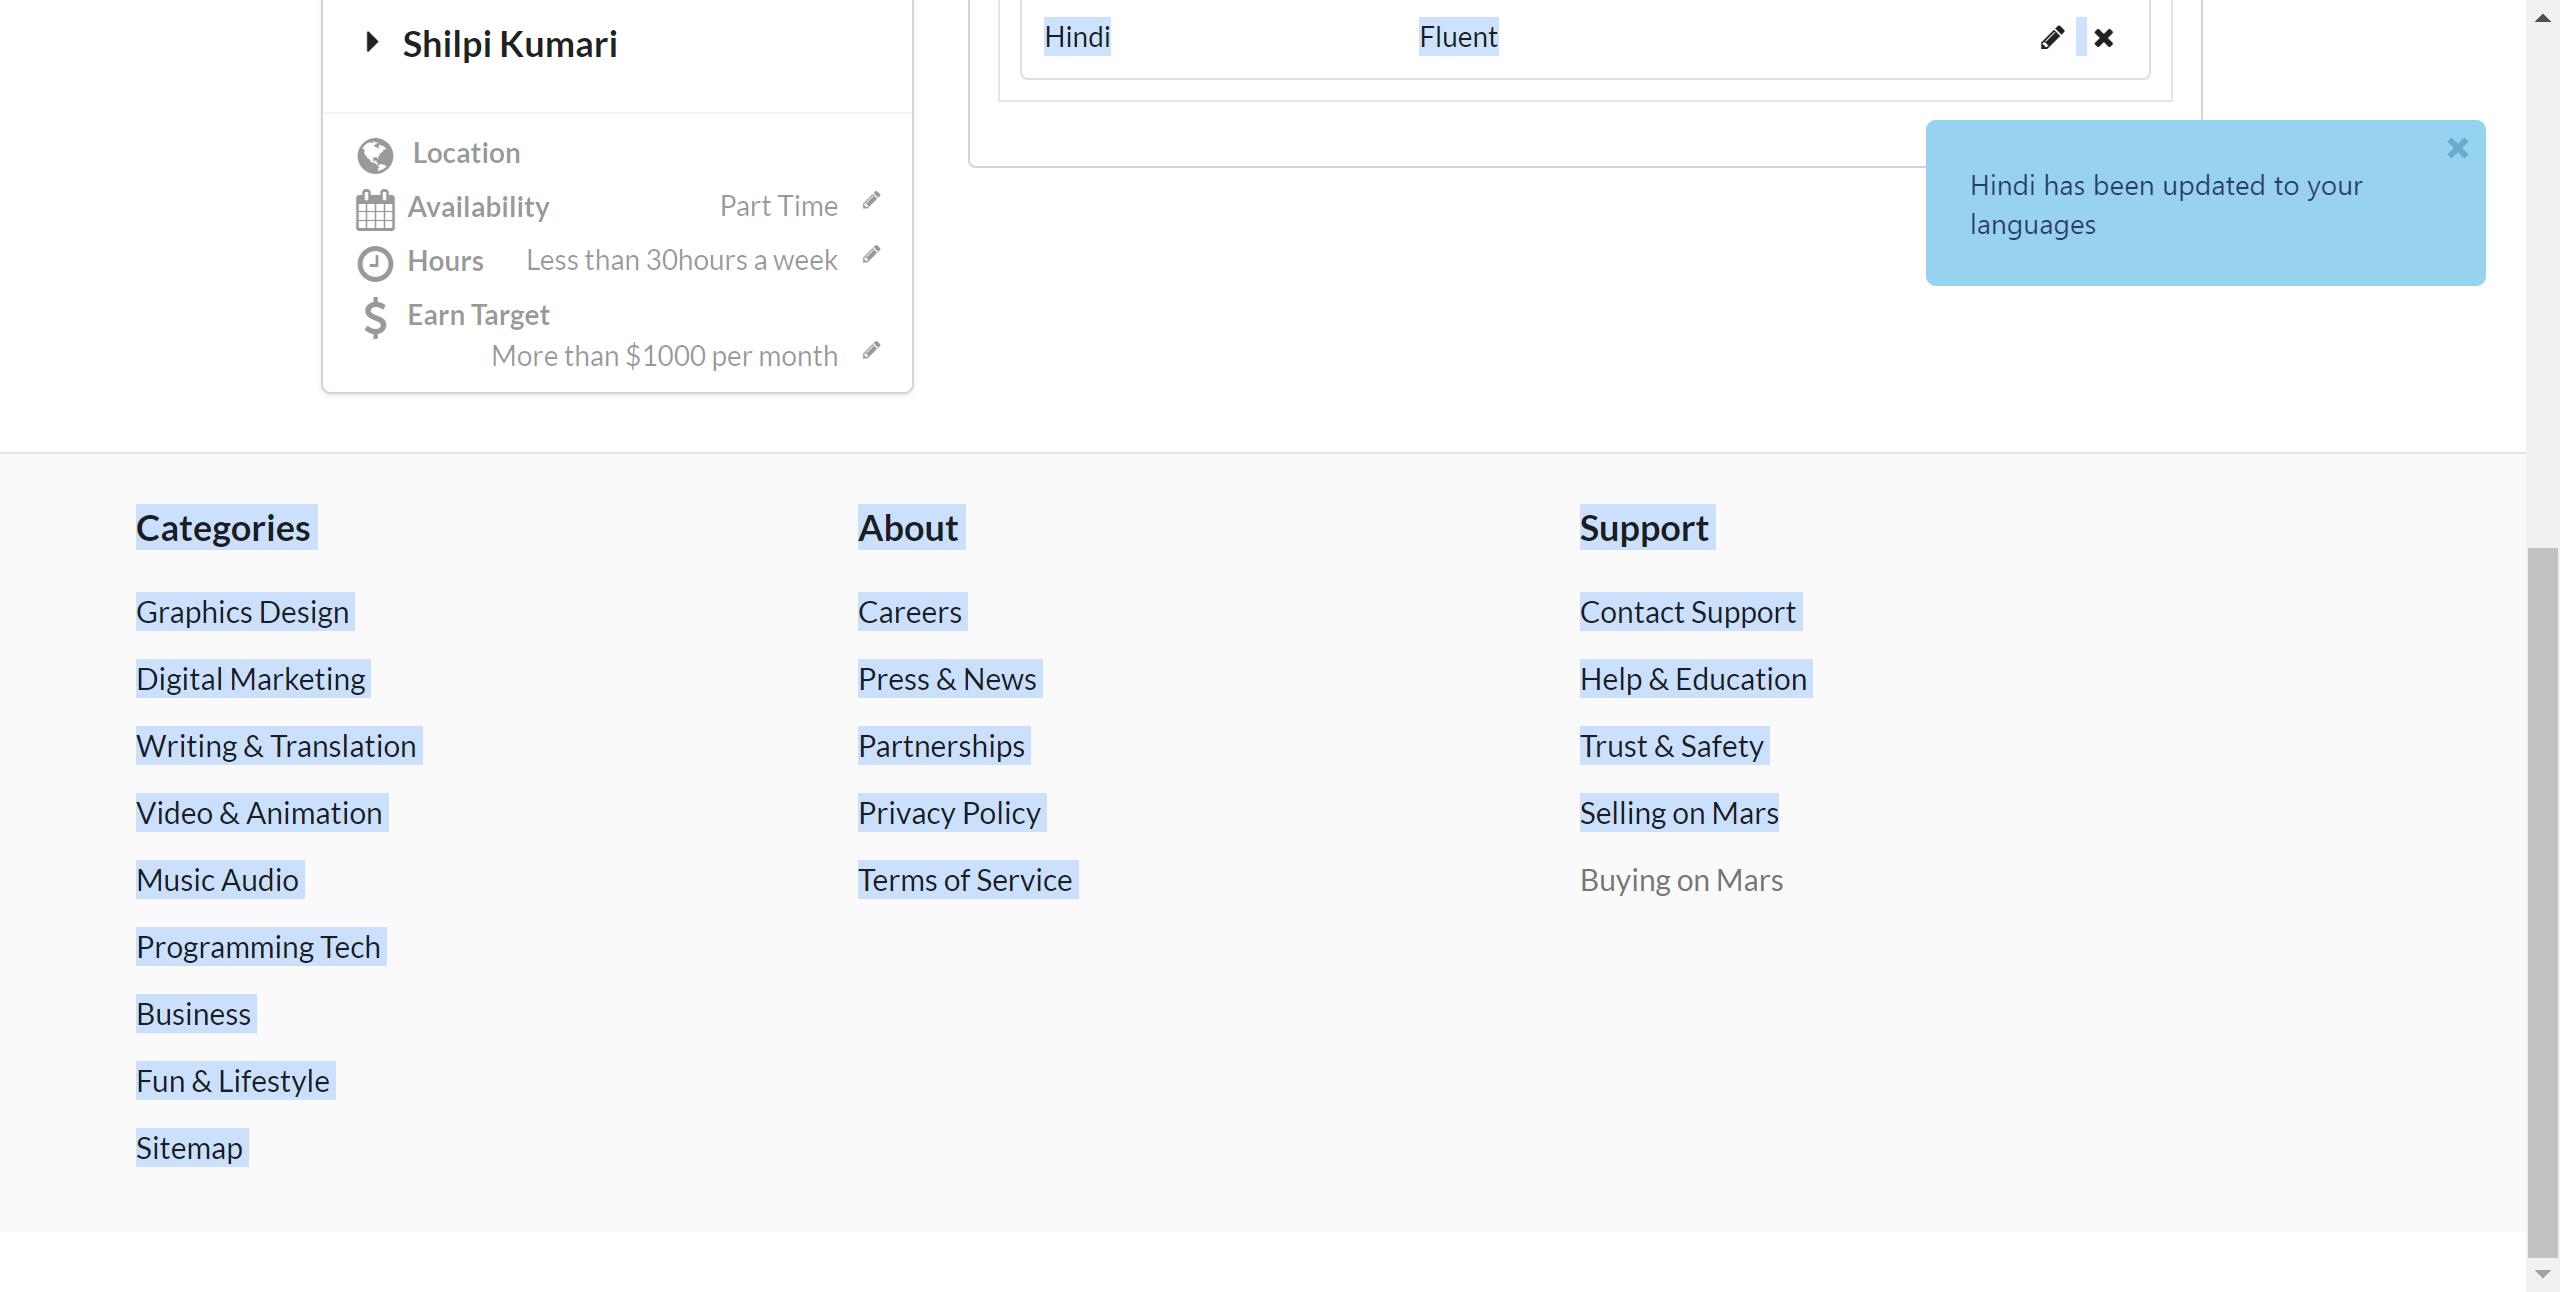 Shilpi Kumari
Location
Availability Part Time
Hours Less than 30hours a week
Earn Target
More than $1000 per month
Hindi Fluent
Hindi has been updated to your
languages
Categories
Graphics Design
Digital Marketing
Writing & Translation
Video & Animation
Music Audio
Programming Tech
Business
Fun & Lifestyle
Sitemap
About
Careers
Press & News
Partnerships
Privacy Policy
Terms of Service
Support
Contact Support
Help & Education
Trust & Safety
Selling on Mars
Buying on Mars